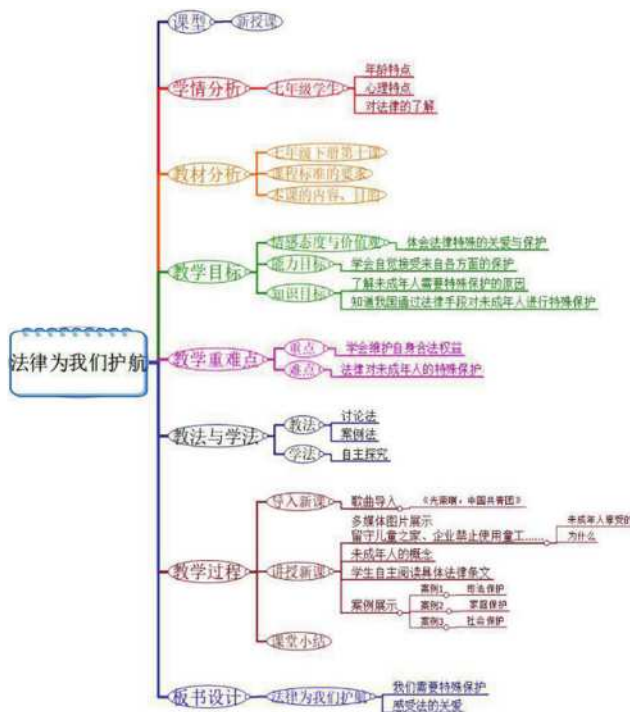 课型
新授课
学情分析
七年级学生
年龄特点
心理特点
对法律的了解
教材分析
七年级下册第十课
课程标准的要求
本课的内容、目的
教学目标
情感态度与价值观
体会法律特殊的关爱与保护
能力目标
学会自觉接受来自各方面的保护
知识目标
了解未成年人需要特殊保护的原因
知道我国通过法律手段对未成年人进行特殊保护
法律为我们护航
教学重难点
重点
学会维护自身合法权益
难点
法律对未成年人的特殊保护
教法与学法
教法
讨论法
案例法
学法
自主探究
教学过程
导入新课
歌曲导入
《光荣啊，中国共青团》
讲授新课
多媒体图片展示
留守儿童之家、企业禁止使用童工……
未成年人享受的
为什么
未成年人的概念
学生自主阅读具体法律条文
案例展示
案例1
司法保护
案例2
家庭保护
案例3
社会保护
课堂小结
板书设计
法律为我们护航
我们需要特殊保护
感受法的关爱